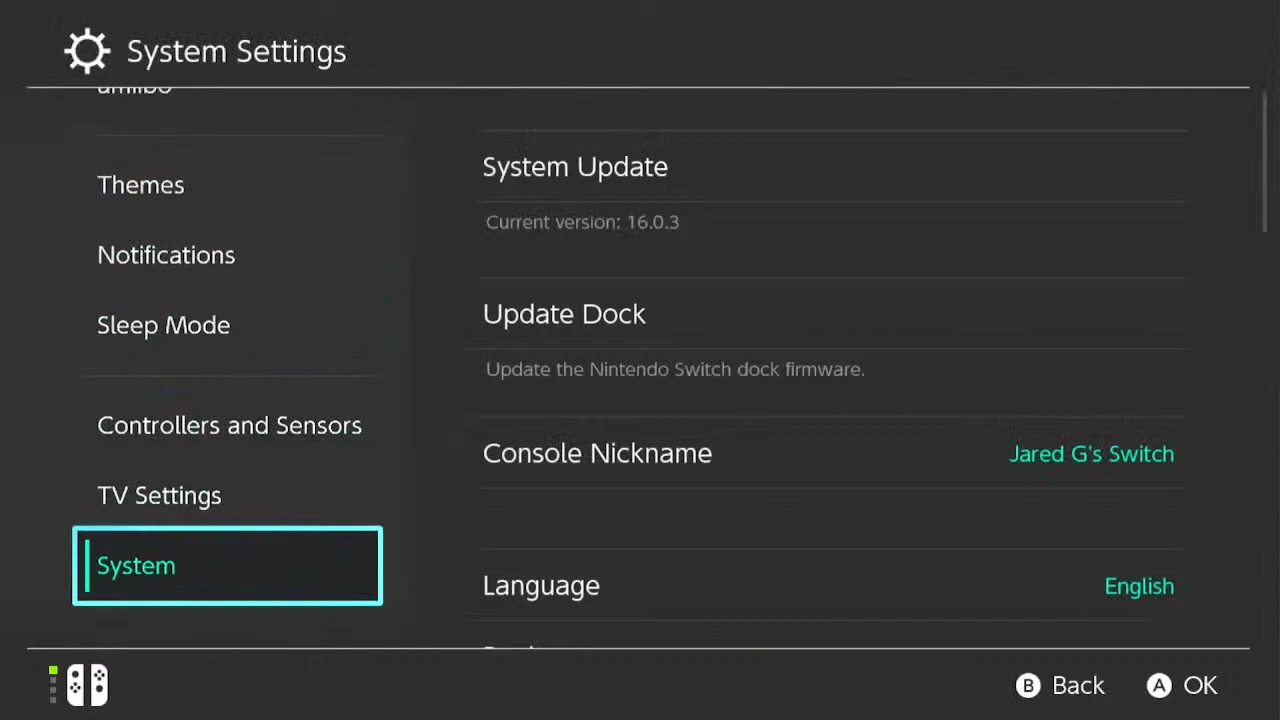 System Settings
amiibo
Themes
Notifications
Sleep Mode
Controllers and Sensors
TV Settings
System
System Update
Current version: 16.0.3
Update Dock
Update the Nintendo Switch dock firmware.
Console Nickname
Jared G's Switch
Language
English
B Back
A OK